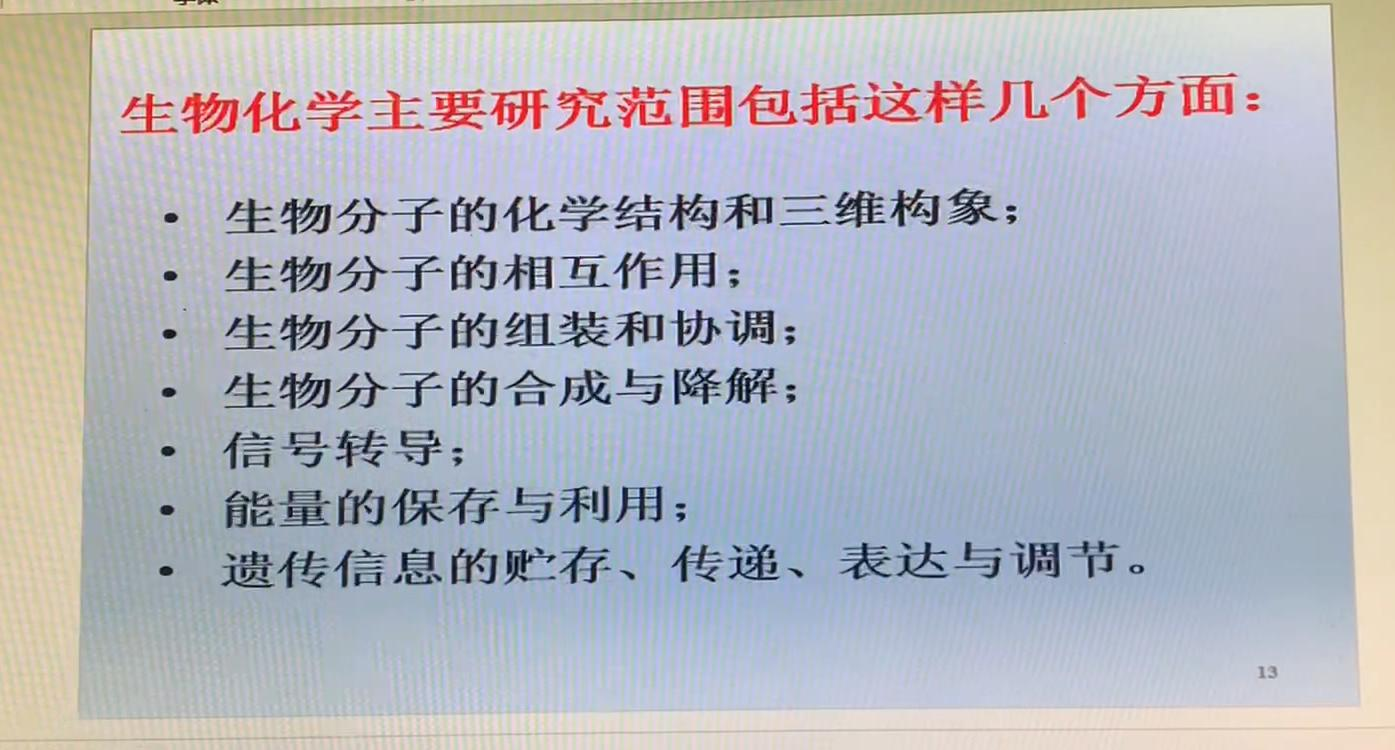 生物化学主要研究范围包括这样几个方面：
• 生物分子的化学结构和三维构象；
• 生物分子的相互作用；
• 生物分子的组装和协调；
• 生物分子的合成与降解；
• 信号转导；
• 能量的保存与利用；
• 遗传信息的贮存、传递、表达与调节。
13